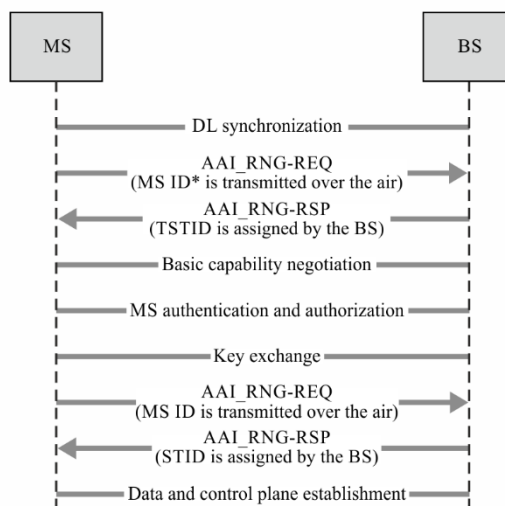 MS
BS
DL synchronization
AAI_RNG-REQ
(MS ID* is transmitted over the air)
AAI_RNG-RSP
(TSTID is assigned by the BS)
Basic capability negotiation
MS authentication and authorization
Key exchange
AAI_RNG-REQ
(MS ID is transmitted over the air)
AAI_RNG-RSP
(STID is assigned by the BS)
Data and control plane establishment